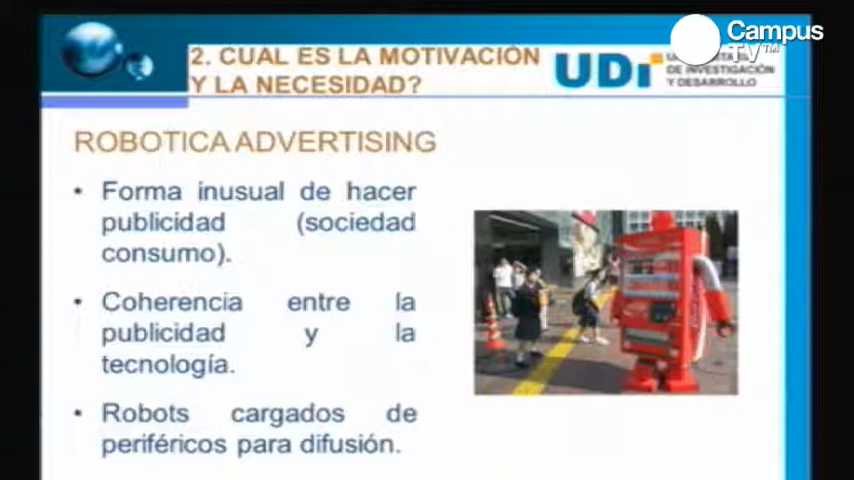 Campus
TV™
2. CUAL ES LA MOTIVACIÓN
Y LA NECESIDAD?
UDi
DE INVESTIGACIÓN
Y DESARROLLO
ROBOTICA ADVERTISING
• Forma inusual de hacer
publicidad (sociedad
consumo).
• Coherencia entre la
publicidad y la
tecnología.
• Robots cargados de
periféricos para difusión.